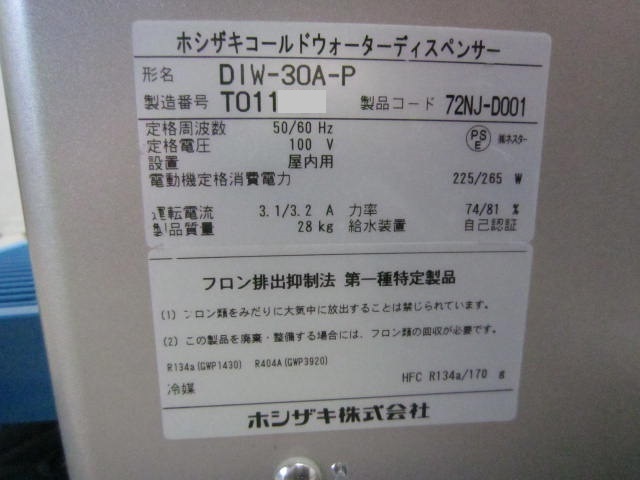 ホシザキコールドウォーターディスペンサー
形名 DIW-30A-P
製造番号 T011 製品コード 72NJ-D001
定格周波数 50/60 Hz PSE ㈱ネスター
定格電圧 100 V
設置 屋内用
電動機定格消費電力 225/265 W
運転電流 3.1/3.2 A 力率 74/81 %
製品質量 28 kg 給水装置 自己認証
フロン排出抑制法 第一種特定製品
(1) フロン類をみだりに大気中に放出することは禁じられています。
(2) この製品を廃棄・整備する場合には、フロン類の回収が必要です。
R134a(GWP1430) R404A(GWP3920)
冷媒 HFC R134a/170 g
ホシザキ株式会社